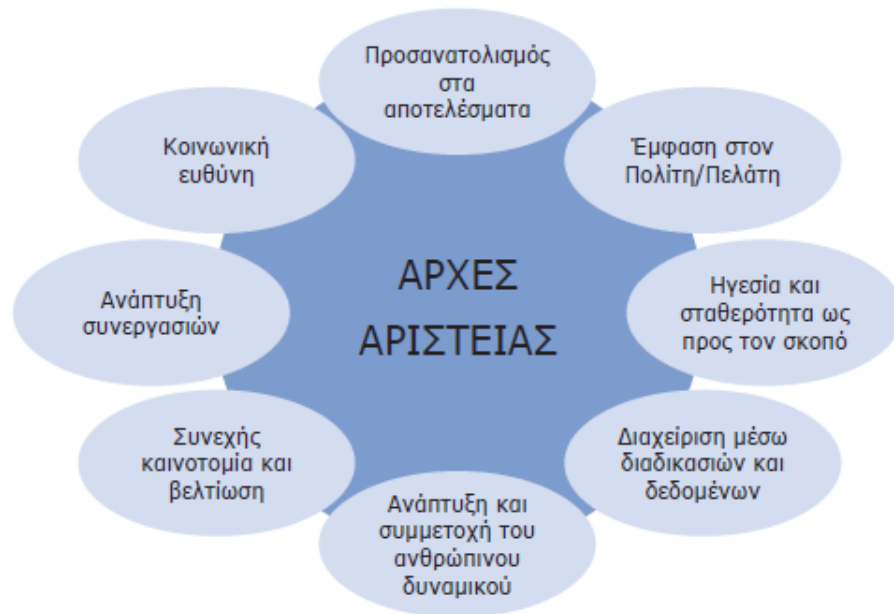 Προσανατολισμός
στα
αποτελέσματα
Έμφαση στον
Πολίτη/Πελάτη
Ηγεσία και
σταθερότητα ως
προς τον σκοπό
Διαχείριση μέσω
διαδικασιών και
δεδομένων
Ανάπτυξη και
συμμετοχή του
ανθρώπινου
δυναμικού
Συνεχής
καινοτομία και
βελτίωση
Ανάπτυξη
συνεργασιών
Κοινωνική
ευθύνη
ΑΡΧΕΣ
ΑΡΙΣΤΕΙΑΣ